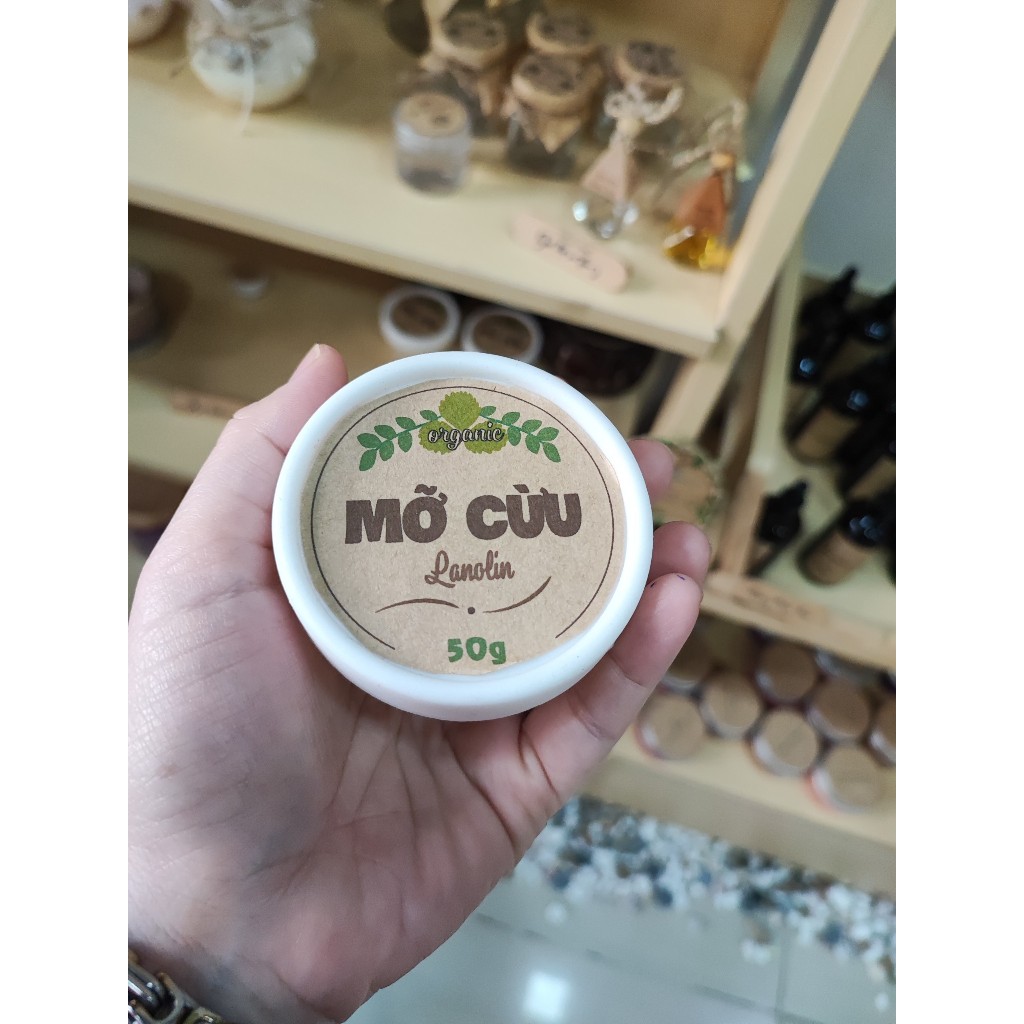 organic
MỠ CỪU
Lanolin
50g